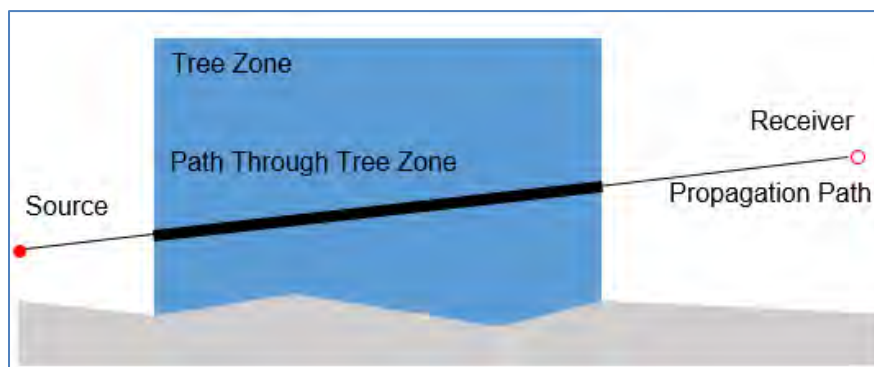 Tree Zone
Receiver
Path Through Tree Zone
Propagation Path
Source